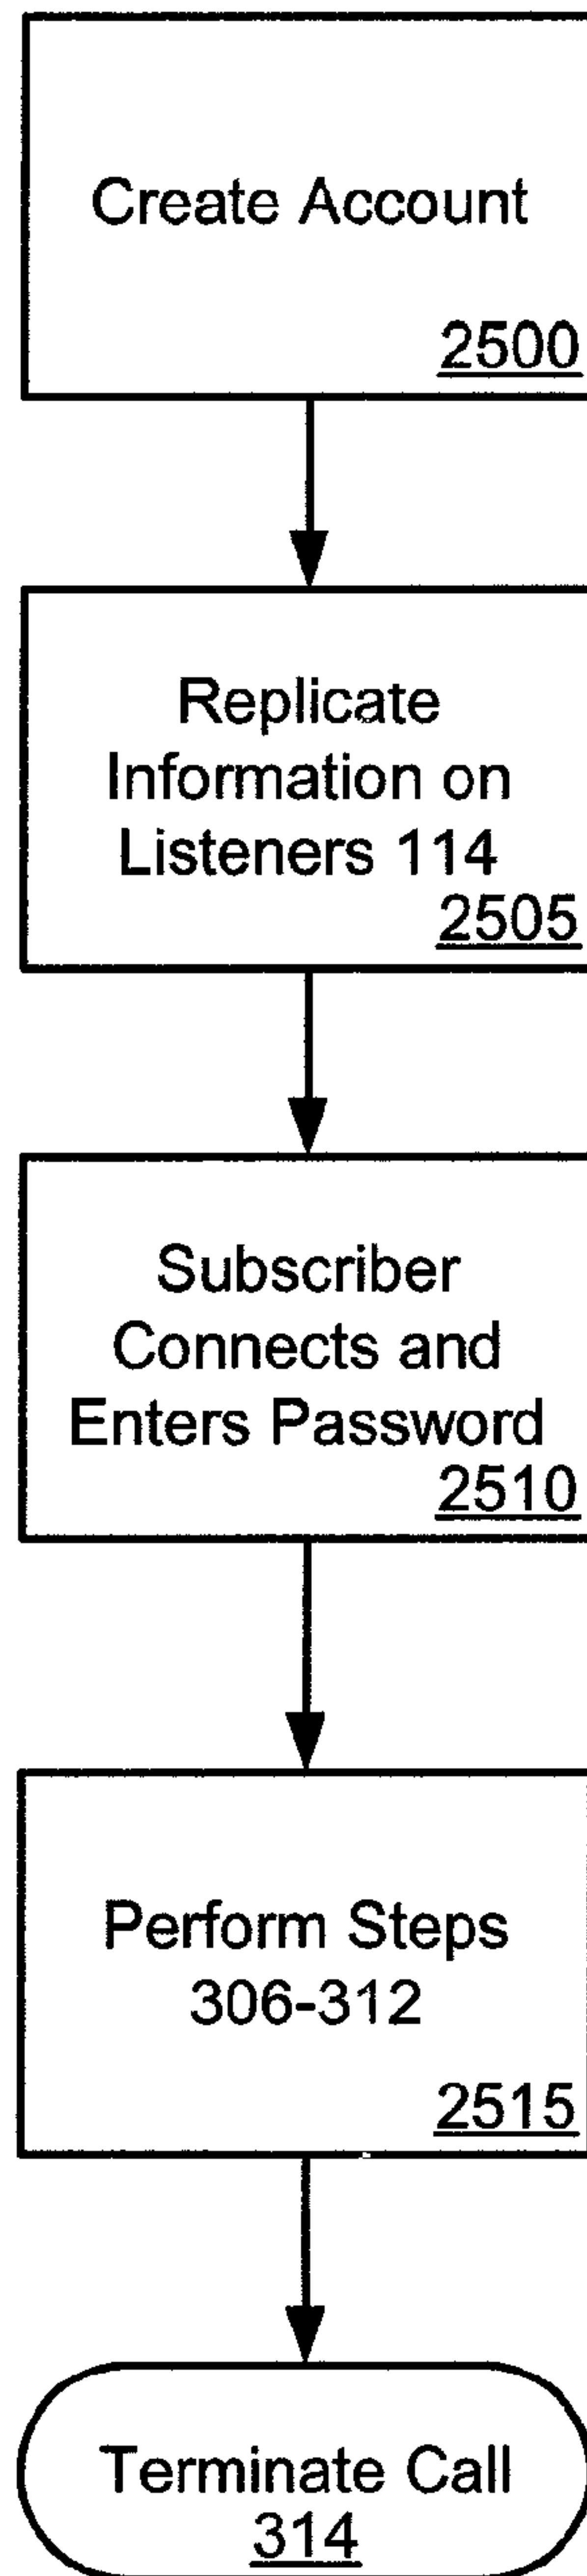 Create Account
2500
Replicate
Information on
Listeners 114
2505
Subscriber
Connects and
Enters Password
2510
Perform Steps
306-312
2515
Terminate Call
314